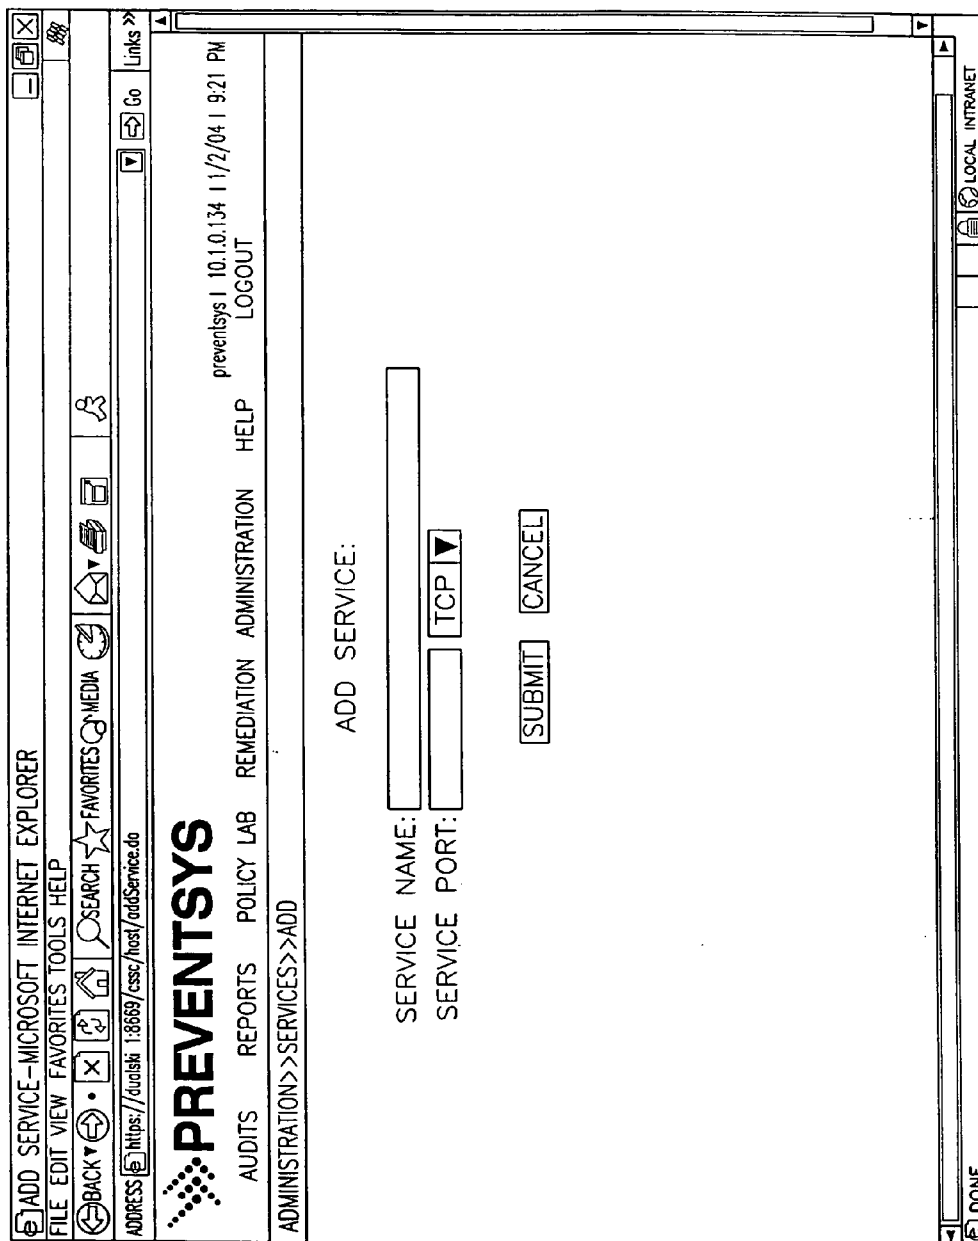 ADD SERVICE-MICROSOFT INTERNET EXPLORER
FILE EDIT VIEW FAVORITES TOOLS HELP
BACK SEARCH FAVORITES MEDIA
ADDRESS https://dualski 1:8669/cssc/host/addService.do Go Links >>
PREVENTSYS
preventsys | 10.1.0.134 | 1/2/04 | 9:21 PM
AUDITS REPORTS POLICY LAB REMEDIATION ADMINISTRATION HELP LOGOUT
ADMINISTRATION>>SERVICES>>ADD
ADD SERVICE:
SERVICE NAME:
SERVICE PORT: TCP
SUBMIT CANCEL
DONE LOCAL INTRANET